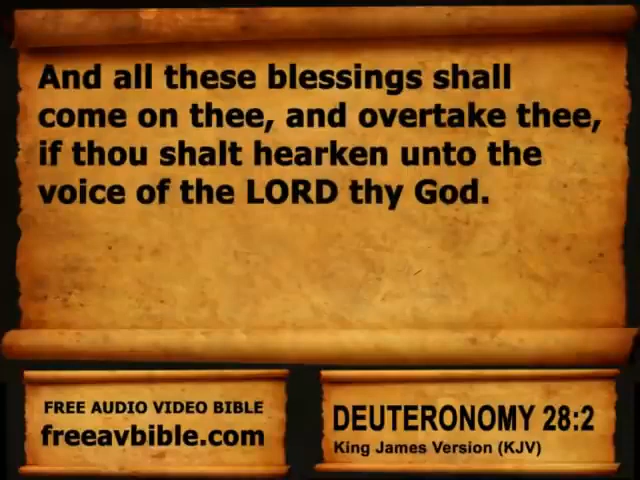 And all these blessings shall
come on thee, and overtake thee,
if thou shalt hearken unto the
voice of the LORD thy God.
FREE AUDIO VIDEO BIBLE
freeavbible.com
DEUTERONOMY 28:2
King James Version (KJV)